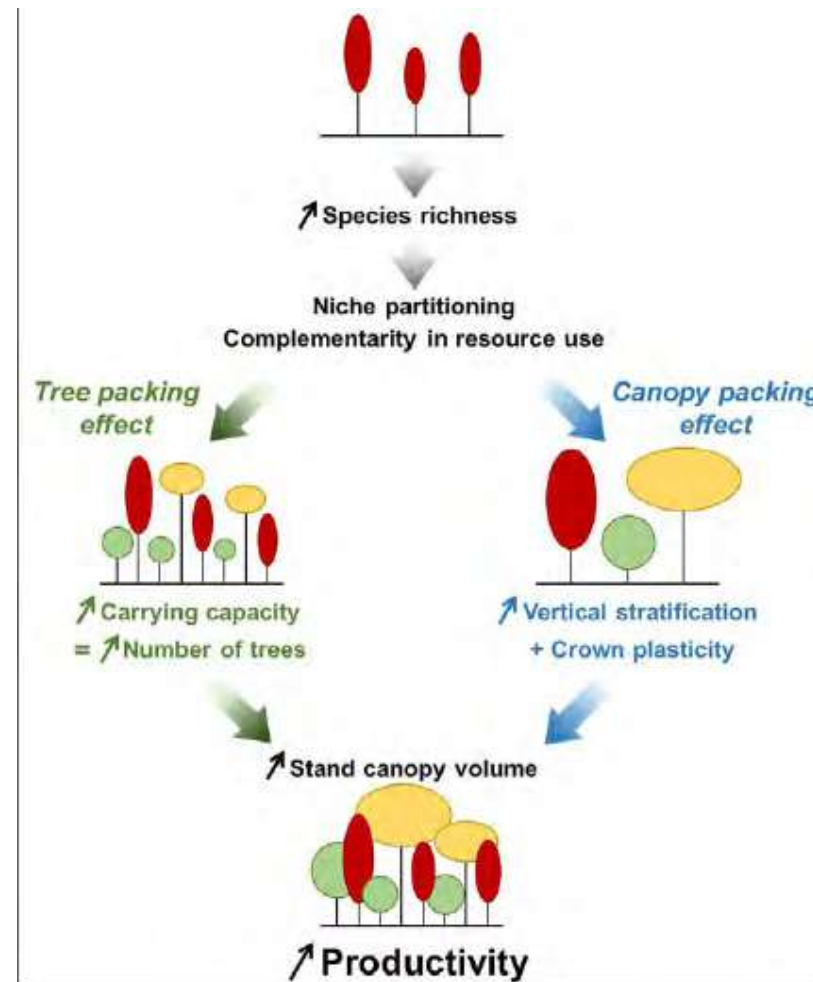 ↗ Species richness
Niche partitioning
Complementarity in resource use
Tree packing
effect
↗ Carrying capacity
= ↗ Number of trees
Canopy packing
effect
↗ Vertical stratification
+ Crown plasticity
↗ Stand canopy volume
↗ Productivity